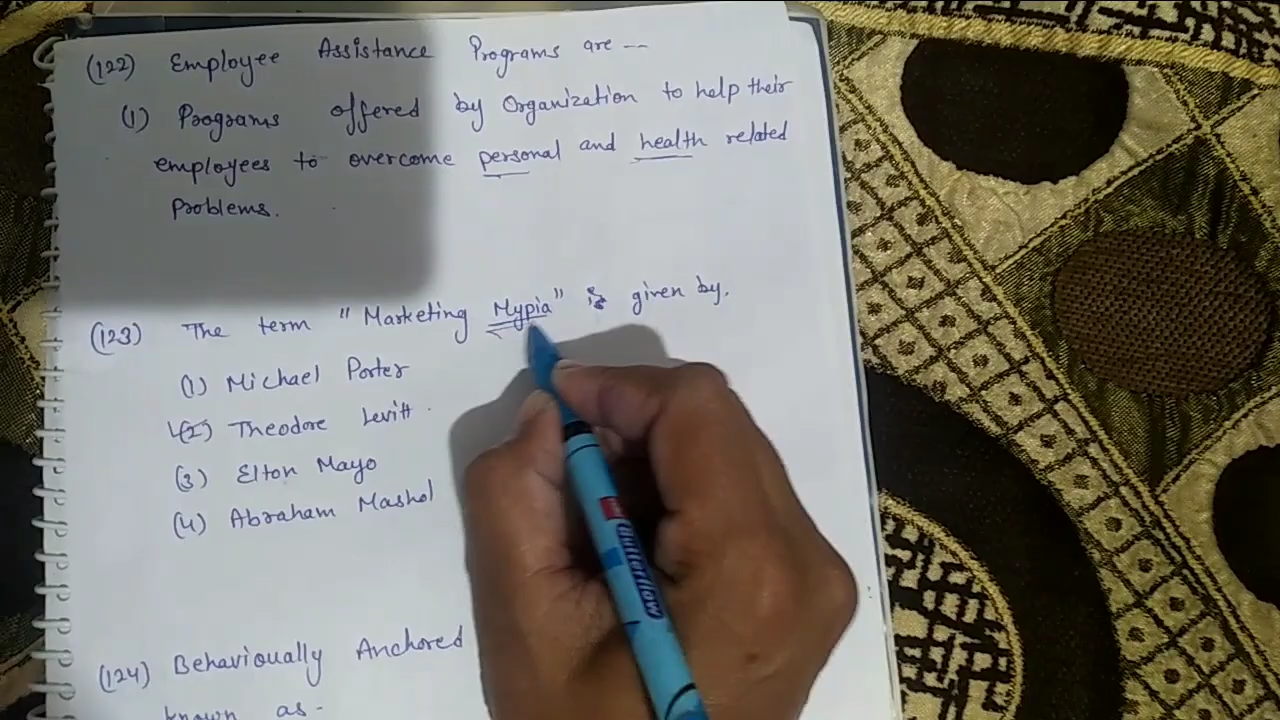 (122) Employee Assistance Programs are --
(1) Programs offered by Organization to help their
employees to overcome personal and health related
Problems.
(123) The term "Marketing Mypia" is given by.
(1) Michael Porter
(2) Theodore Levitt
(3) Elton Mayo
(4) Abraham Mashol
(124) Behaviourally Anchored
known as-
Butterflow